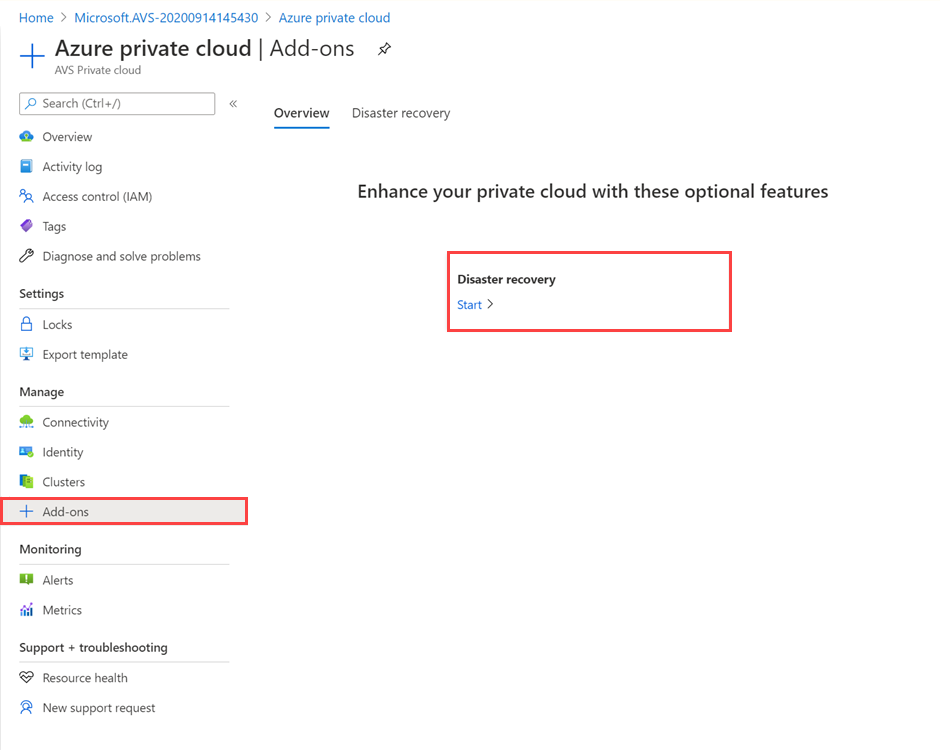 Home > Microsoft.AVS-20200914145430 > Azure private cloud
Azure private cloud | Add-ons
AVS Private cloud
Search (Ctrl+/)
«
Overview
Activity log
Access control (IAM)
Tags
Diagnose and solve problems
Settings
Locks
Export template
Manage
Connectivity
Identity
Clusters
Add-ons
Monitoring
Alerts
Metrics
Support + troubleshooting
Resource health
New support request
Overview Disaster recovery
Enhance your private cloud with these optional features
Disaster recovery
Start >